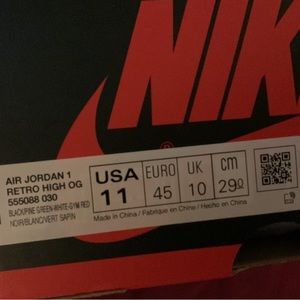 NIK
AIR JORDAN 1
RETRO HIGH OG
555088 030
BLACK/PINE GREEN-WHITE-GYM RED
NOIR/BLANC/VERT SAPIN
USA
11
EURO
45
UK
10
cm
29
Made in China / Fabriqué en Chine / Hecho en China